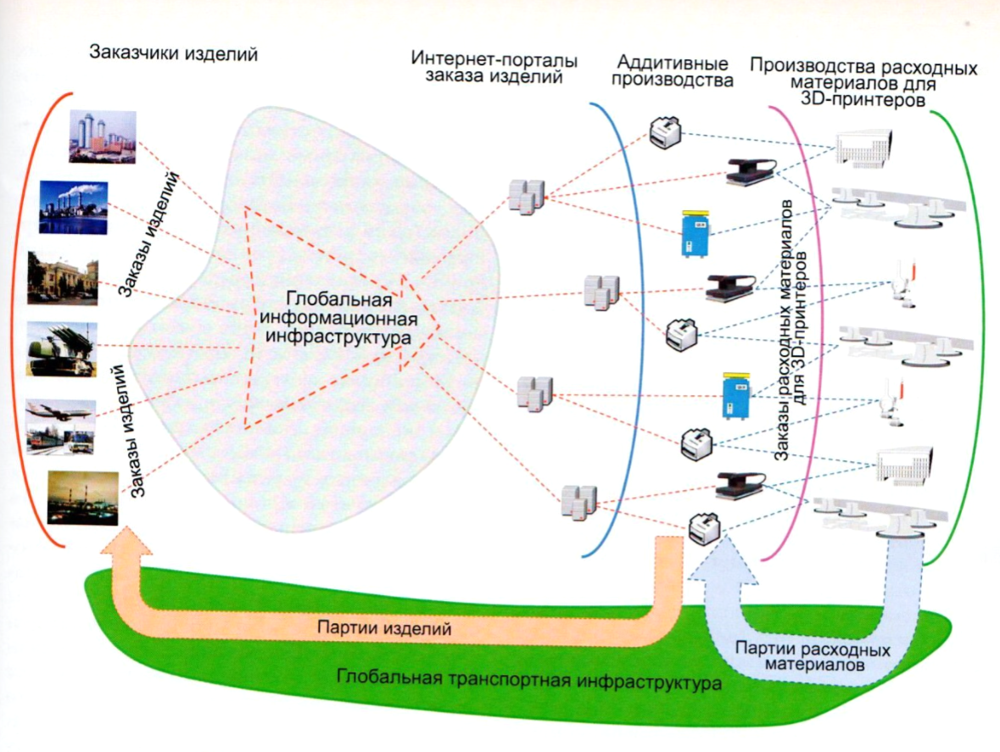 Заказчики изделий
Интернет-порталы
заказа изделий
Аддитивные
производства
Производства расходных
материалов для
3D-принтеров
Заказы изделий
Заказы изделий
Глобальная
информационная
инфраструктура
Заказы расходных материалов
для 3D-принтеров
Партии изделий
Партии расходных
материалов
Глобальная транспортная инфраструктура